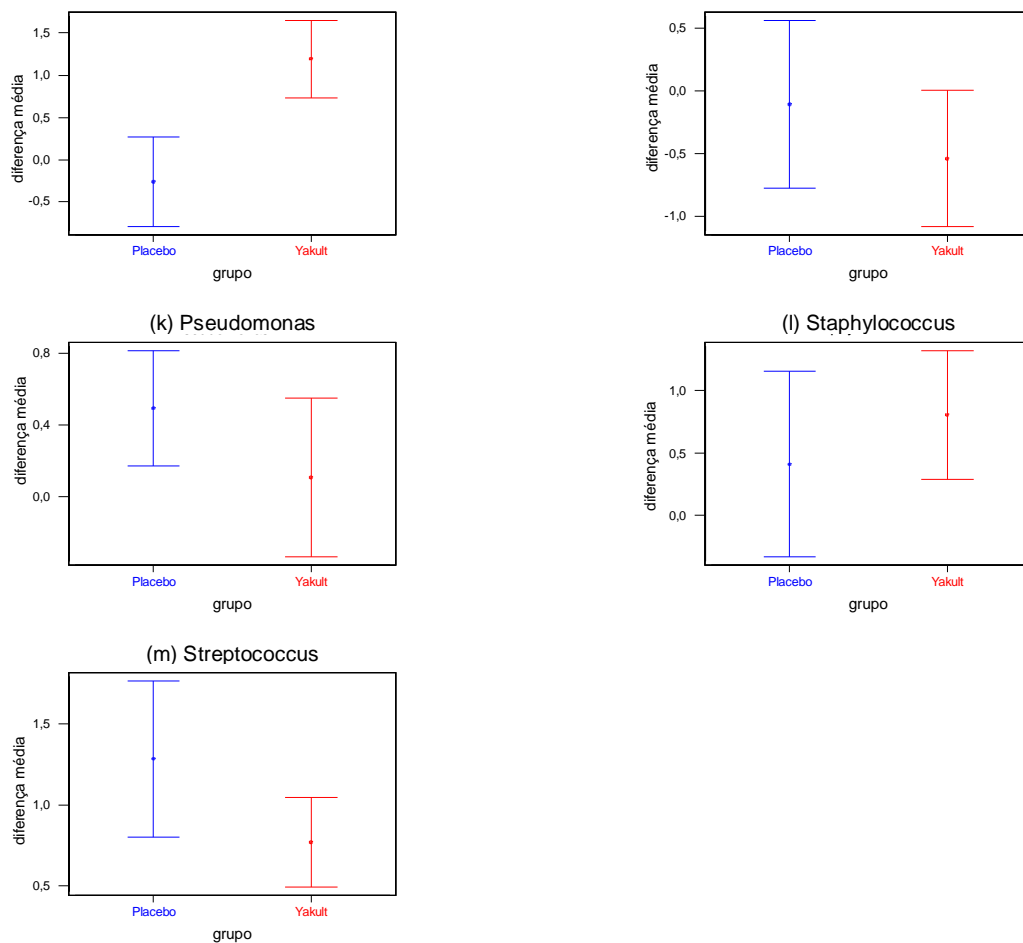 diferença média
1,5
1,0
0,5
0,0
-0,5
Placebo Yakult
grupo
diferença média
0,5
0,0
-0,5
-1,0
Placebo Yakult
grupo
(k) Pseudomonas
diferença média
0,8
0,4
0,0
Placebo Yakult
grupo
(l) Staphylococcus
diferença média
1,0
0,5
0,0
Placebo Yakult
grupo
(m) Streptococcus
diferença média
1,5
1,0
0,5
Placebo Yakult
grupo